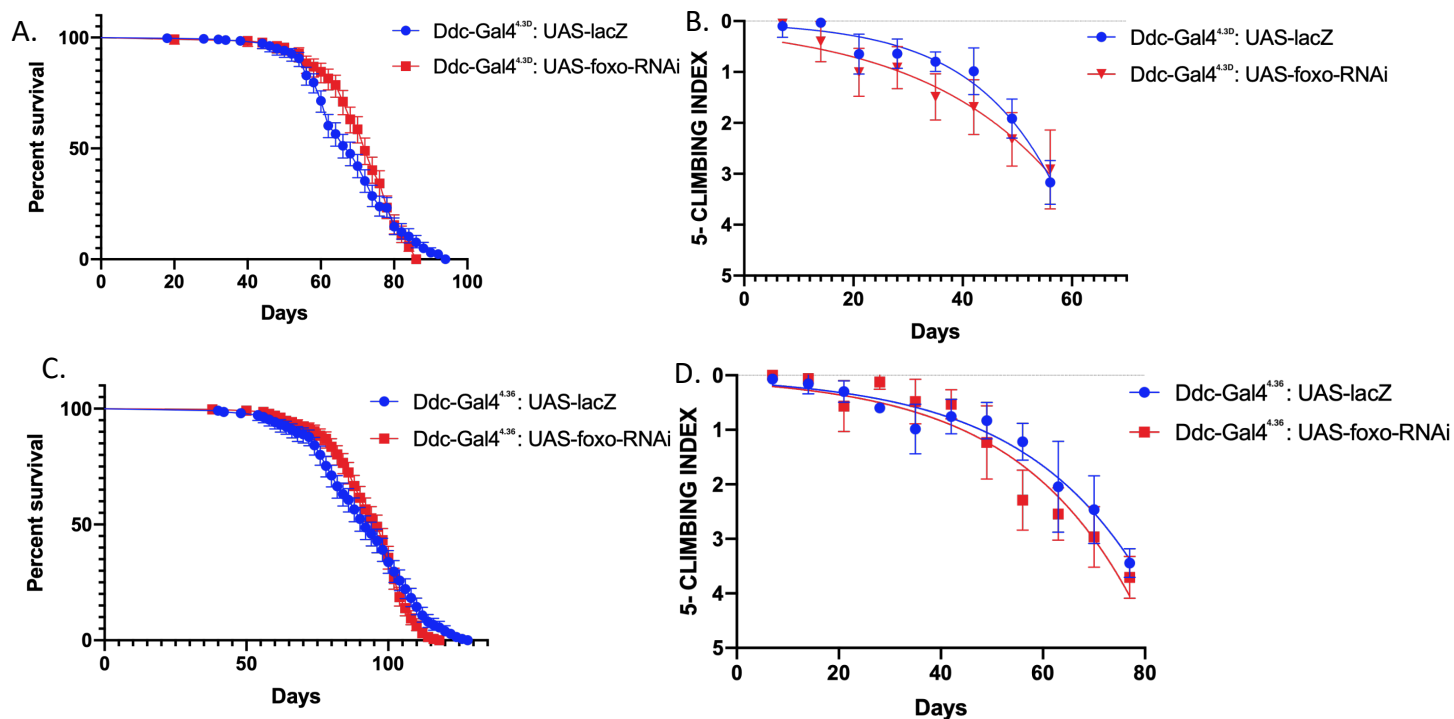 A.
Percent survival
100
50
0
0 20 40 60 80 100
Days
Ddc-Gal4^4.3D: UAS-lacZ
Ddc-Gal4^4.3D: UAS-foxo-RNAi
B.
5- CLIMBING INDEX
0
1
2
3
4
5
0 20 40 60
Days
Ddc-Gal4^4.3D: UAS-lacZ
Ddc-Gal4^4.3D: UAS-foxo-RNAi
C.
Percent survival
100
50
0
0 50 100
Days
Ddc-Gal4^4.36: UAS-lacZ
Ddc-Gal4^4.36: UAS-foxo-RNAi
D.
5- CLIMBING INDEX
0
1
2
3
4
5
0 20 40 60 80
Days
Ddc-Gal4^4.36: UAS-lacZ
Ddc-Gal4^4.36: UAS-foxo-RNAi